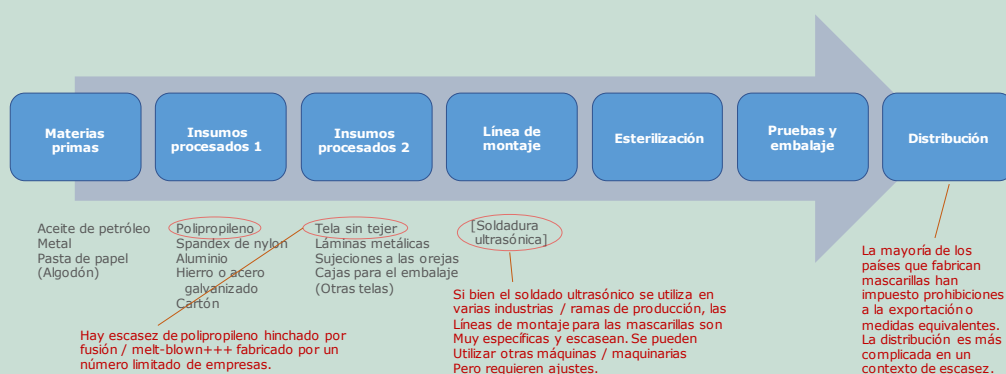 Materias
primas
Insumos
procesados 1
Insumos
procesados 2
Línea de
montaje
Esterilización
Pruebas y
embalaje
Distribución
Aceite de petróleo
Metal
Pasta de papel
(Algodón)
Polipropileno
Spandex de nylon
Aluminio
Hierro o acero
galvanizado
Cartón
Tela sin tejer
Láminas metálicas
Sujeciones a las orejas
Cajas para el embalaje
(Otras telas)
[Soldadura
ultrasónica]
Hay escasez de polipropileno hinchado por
fusión / melt-blown+++ fabricado por un
número limitado de empresas.
Si bien el soldado ultrasónico se utiliza en
varias industrias / ramas de producción, las
Líneas de montaje para las mascarillas son
Muy específicas y escasean. Se pueden
Utilizar otras máquinas / maquinarias
Pero requieren ajustes.
La mayoría de los
países que fabrican
mascarillas han
impuesto prohibiciones
a la exportación o
medidas equivalentes.
La distribución es más
complicada en un
contexto de escasez.